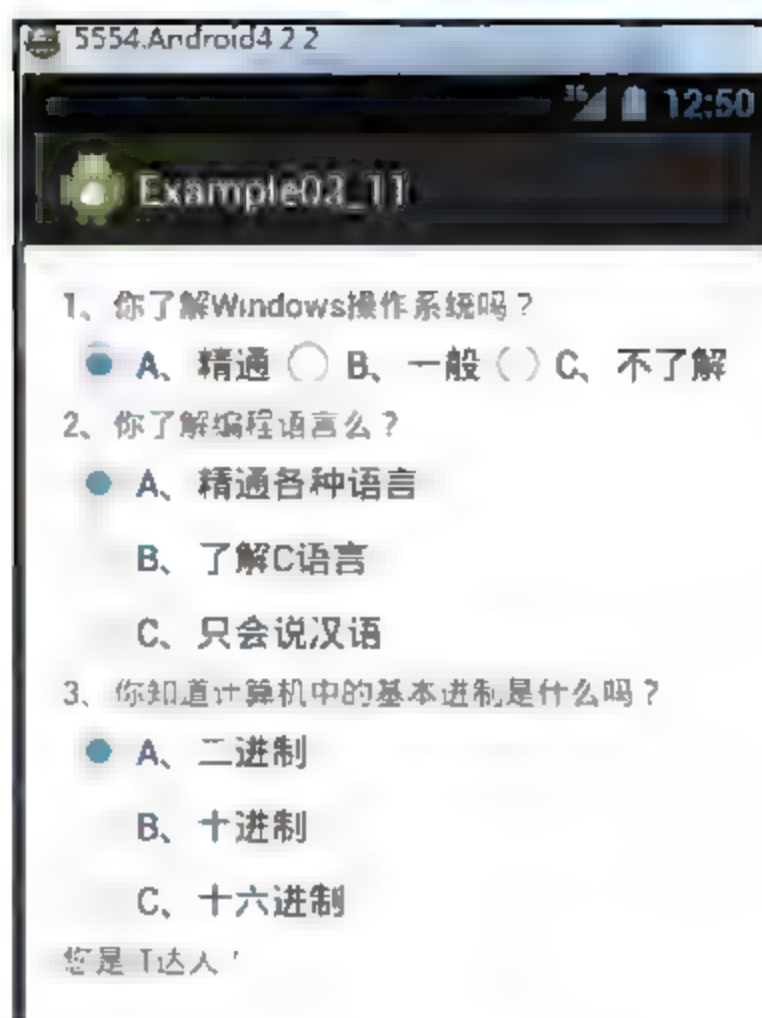 5554:Android4.2.2
3G 12:50
Example03_11
1、你了解Windows操作系统吗？
A、精通 B、一般 C、不了解
2、你了解编程语言么？
A、精通各种语言
B、了解C语言
C、只会说汉语
3、你知道计算机中的基本进制是什么吗？
A、二进制
B、十进制
C、十六进制
您是IT达人！